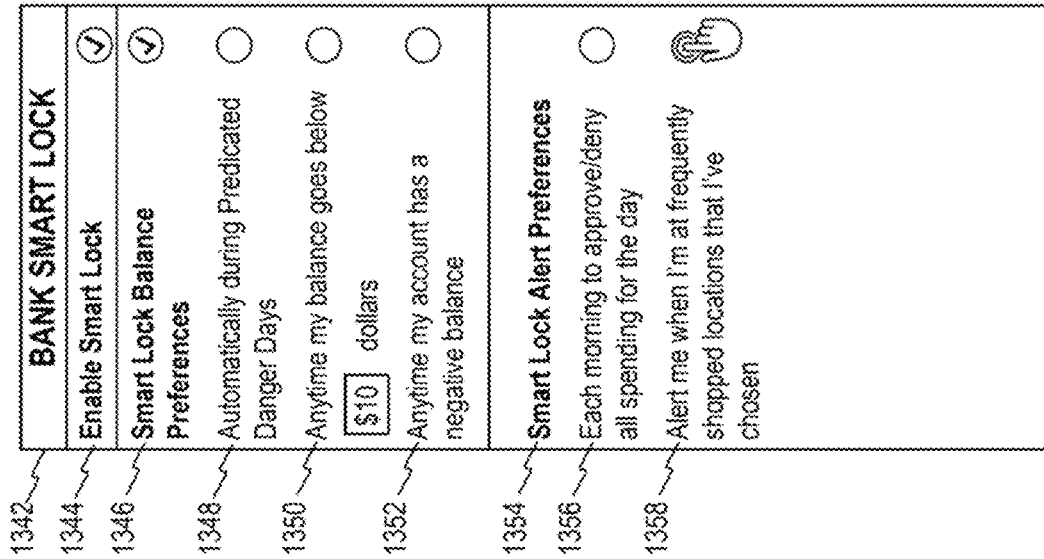 BANK SMART LOCK
1342
1344
Enable Smart Lock
1346
Smart Lock Balance
Preferences
1348
Automatically during Predicated
Danger Days
1350
Anytime my balance goes below
$10 dollars
1352
Anytime my account has a
negative balance
1354
Smart Lock Alert Preferences
1356
Each morning to approve/deny
all spending for the day
1358
Alert me when I'm at frequently
shopped locations that I've
chosen